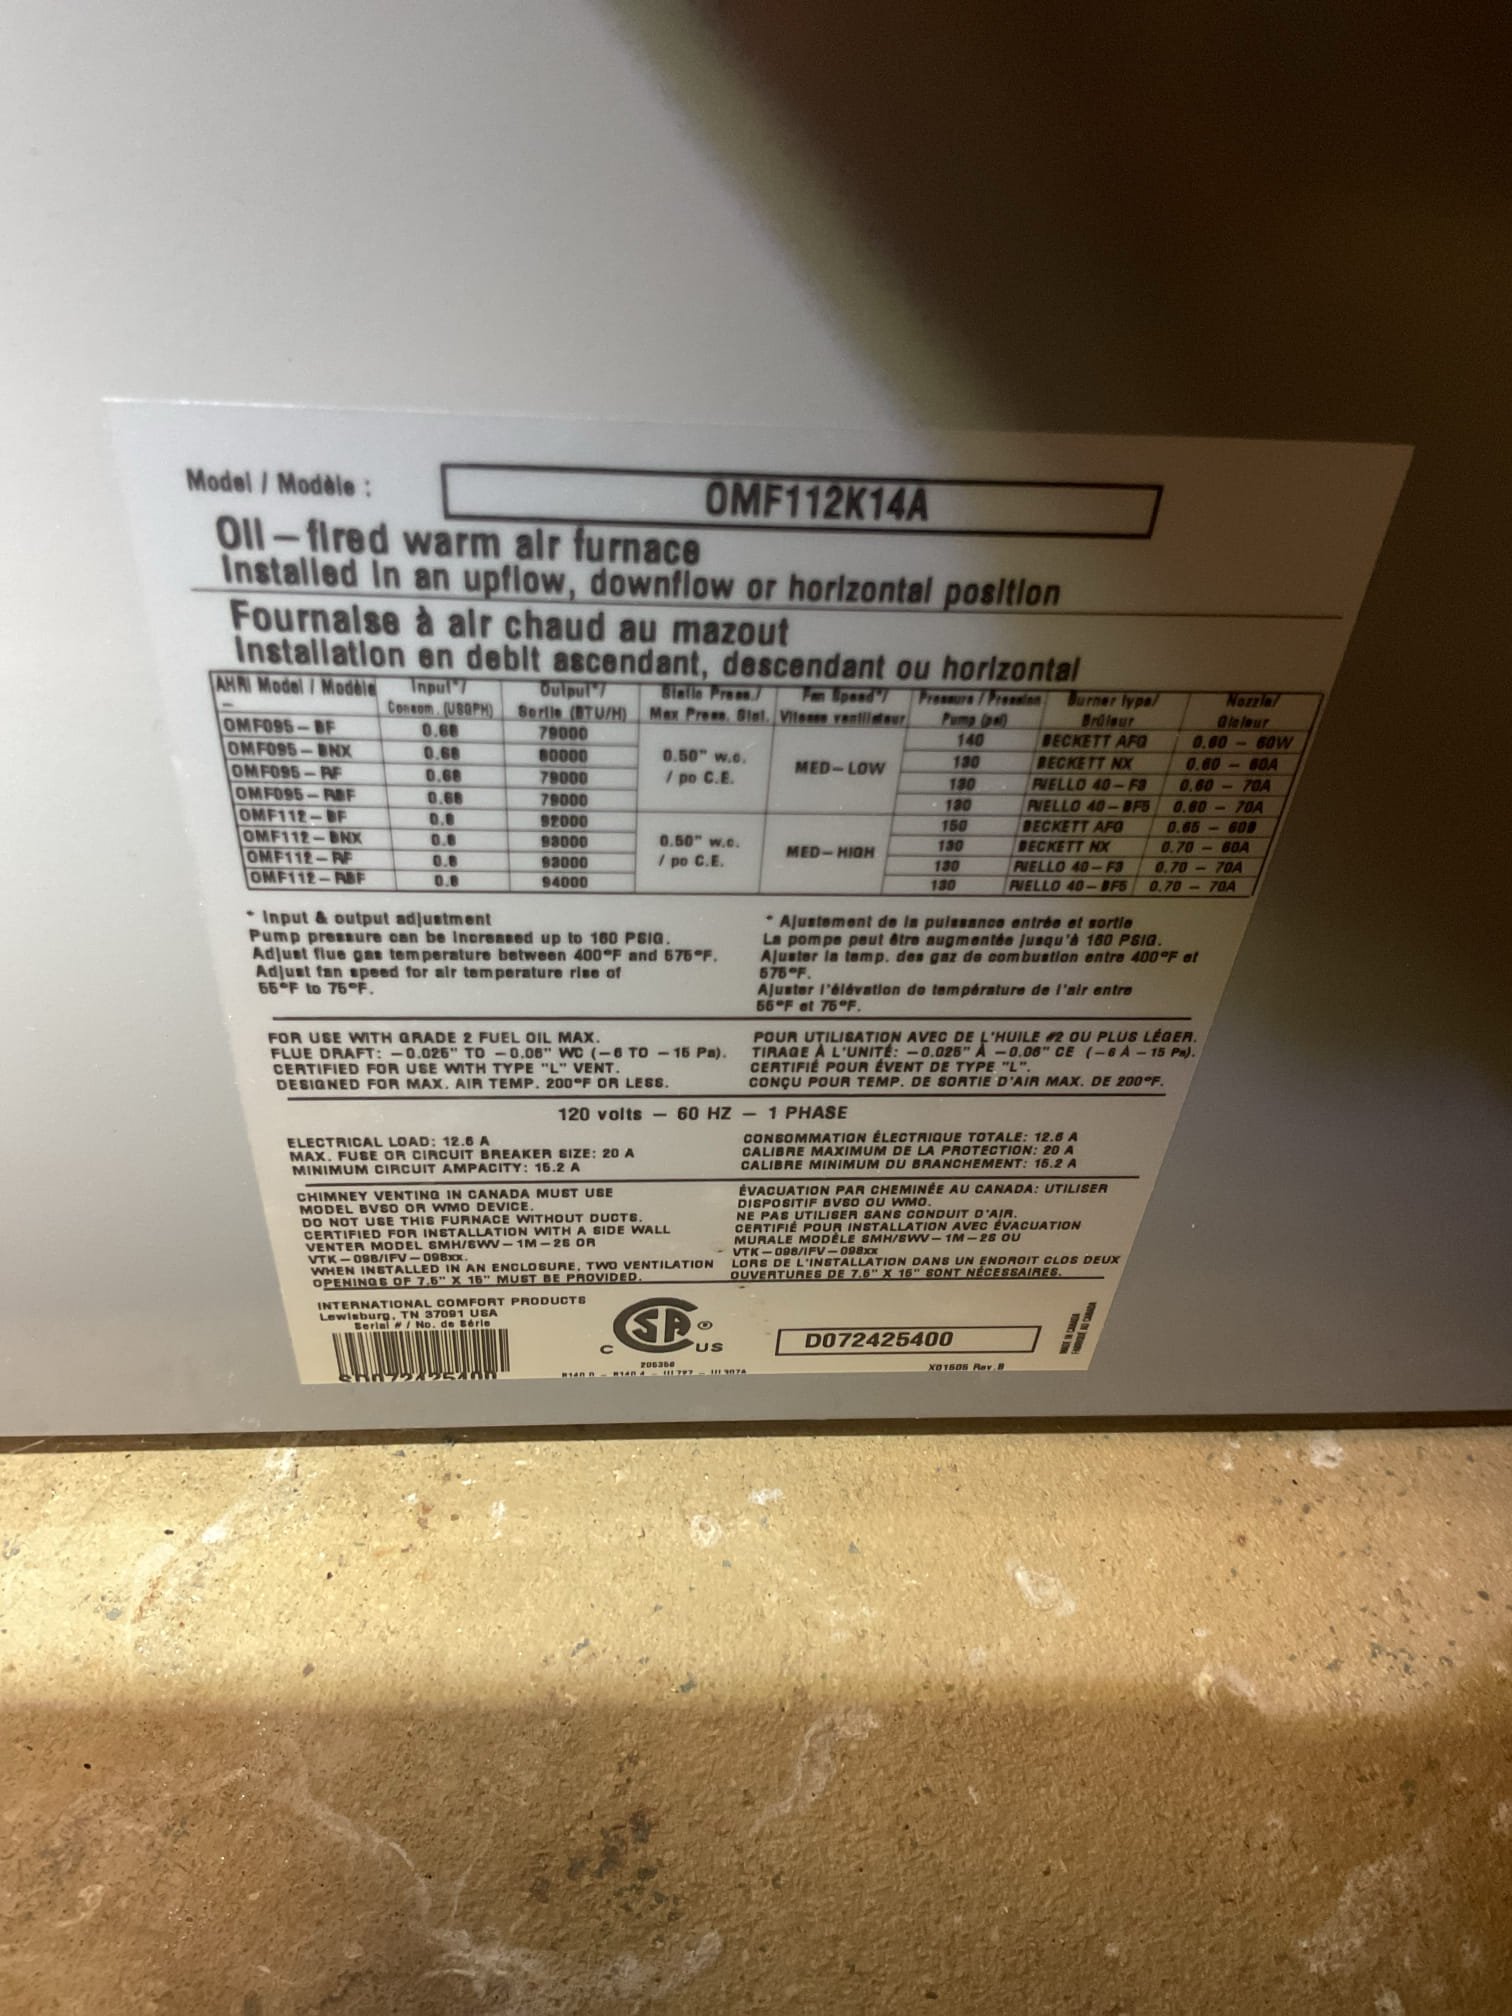 Model / Modèle :
OMF112K14A
Oil-fired warm air furnace
Installed in an upflow, downflow or horizontal position
Fournaise à air chaud au mazout
Installation en debit ascendant, descendant ou horizontal
AHRI Model / Modèle Input*/ Output*/ Static Press./ Fan Speed*/ Pressure / Pression Burner type/ Nozzle/
- Consom. (USGPH) Sortie (BTU/H) Max Press. Stat. Vitesse ventilateur Pump (psi) Brûleur Gicleur
OMF095-BF 0.68 79000 140 BECKETT AFG 0.60 - 60W
OMF095-BNX 0.68 80000 130 BECKETT NX 0.60 - 60A
OMF095-RF 0.68 79000 130 RIELLO 40-F3 0.60 - 70A
OMF095-RBF 0.68 79000 130 RIELLO 40-BF5 0.60 - 70A
0.50" w.c.
/ po C.E.
MED-LOW
OMF112-BF 0.8 92000 150 BECKETT AFG 0.65 - 60B
OMF112-BNX 0.8 93000 130 BECKETT NX 0.70 - 60A
OMF112-RF 0.8 93000 130 RIELLO 40-F3 0.70 - 70A
OMF112-RBF 0.8 94000 130 RIELLO 40-BF5 0.70 - 70A
0.50" w.c.
/ po C.E.
MED-HIGH
* Input & output adjustment
Pump pressure can be increased up to 160 PSIG.
Adjust flue gas temperature between 400°F and 575°F.
Adjust fan speed for air temperature rise of
55°F to 75°F.
* Ajustement de la puissance entrée et sortie
La pompe peut être augmentée jusqu'à 160 PSIG.
Ajuster la temp. des gaz de combustion entre 400°F et
575°F.
Ajuster l'élévation de température de l'air entre
55°F et 75°F.
FOR USE WITH GRADE 2 FUEL OIL MAX.
FLUE DRAFT: -0.025" TO -0.06" WC (-6 TO -15 Pa).
CERTIFIED FOR USE WITH TYPE "L" VENT.
DESIGNED FOR MAX. AIR TEMP. 200°F OR LESS.
POUR UTILISATION AVEC DE L'HUILE #2 OU PLUS LÉGER.
TIRAGE À L'UNITÉ: -0.025" À -0.06" CE (-6 À -15 Pa).
CERTIFIÉ POUR ÉVENT DE TYPE "L".
CONÇU POUR TEMP. DE SORTIE D'AIR MAX. DE 200°F.
120 volts - 60 HZ - 1 PHASE
ELECTRICAL LOAD: 12.6 A
MAX. FUSE OR CIRCUIT BREAKER SIZE: 20 A
MINIMUM CIRCUIT AMPACITY: 15.2 A
CONSOMMATION ÉLECTRIQUE TOTALE: 12.6 A
CALIBRE MAXIMUM DE LA PROTECTION: 20 A
CALIBRE MINIMUM DU BRANCHEMENT: 15.2 A
CHIMNEY VENTING IN CANADA MUST USE
MODEL BVSO OR WMO DEVICE.
DO NOT USE THIS FURNACE WITHOUT DUCTS.
CERTIFIED FOR INSTALLATION WITH A SIDE WALL
VENTER MODEL SMH/SWV-1M-2S OR
VTK-098/IFV-098xx.
WHEN INSTALLED IN AN ENCLOSURE, TWO VENTILATION
OPENINGS OF 7.5" X 15" MUST BE PROVIDED.
ÉVACUATION PAR CHEMINÉE AU CANADA: UTILISER
DISPOSITIF BVSO OU WMO.
NE PAS UTILISER SANS CONDUIT D'AIR.
CERTIFIÉ POUR INSTALLATION AVEC ÉVACUATION
MURALE MODÈLE SMH/SWV-1M-2S OU
VTK-098/IFV-098xx
LORS DE L'INSTALLATION DANS UN ENDROIT CLOS DEUX
OUVERTURES DE 7.5" X 15" SONT NÉCESSAIRES.
INTERNATIONAL COMFORT PRODUCTS
Lewisburg, TN 37091 USA
Serial # / No. de Série
SD072425400
C SA ® US
206358
D072425400
X01505 Rev. B
MADE IN CANADA
FABRIQUÉ AU CANADA